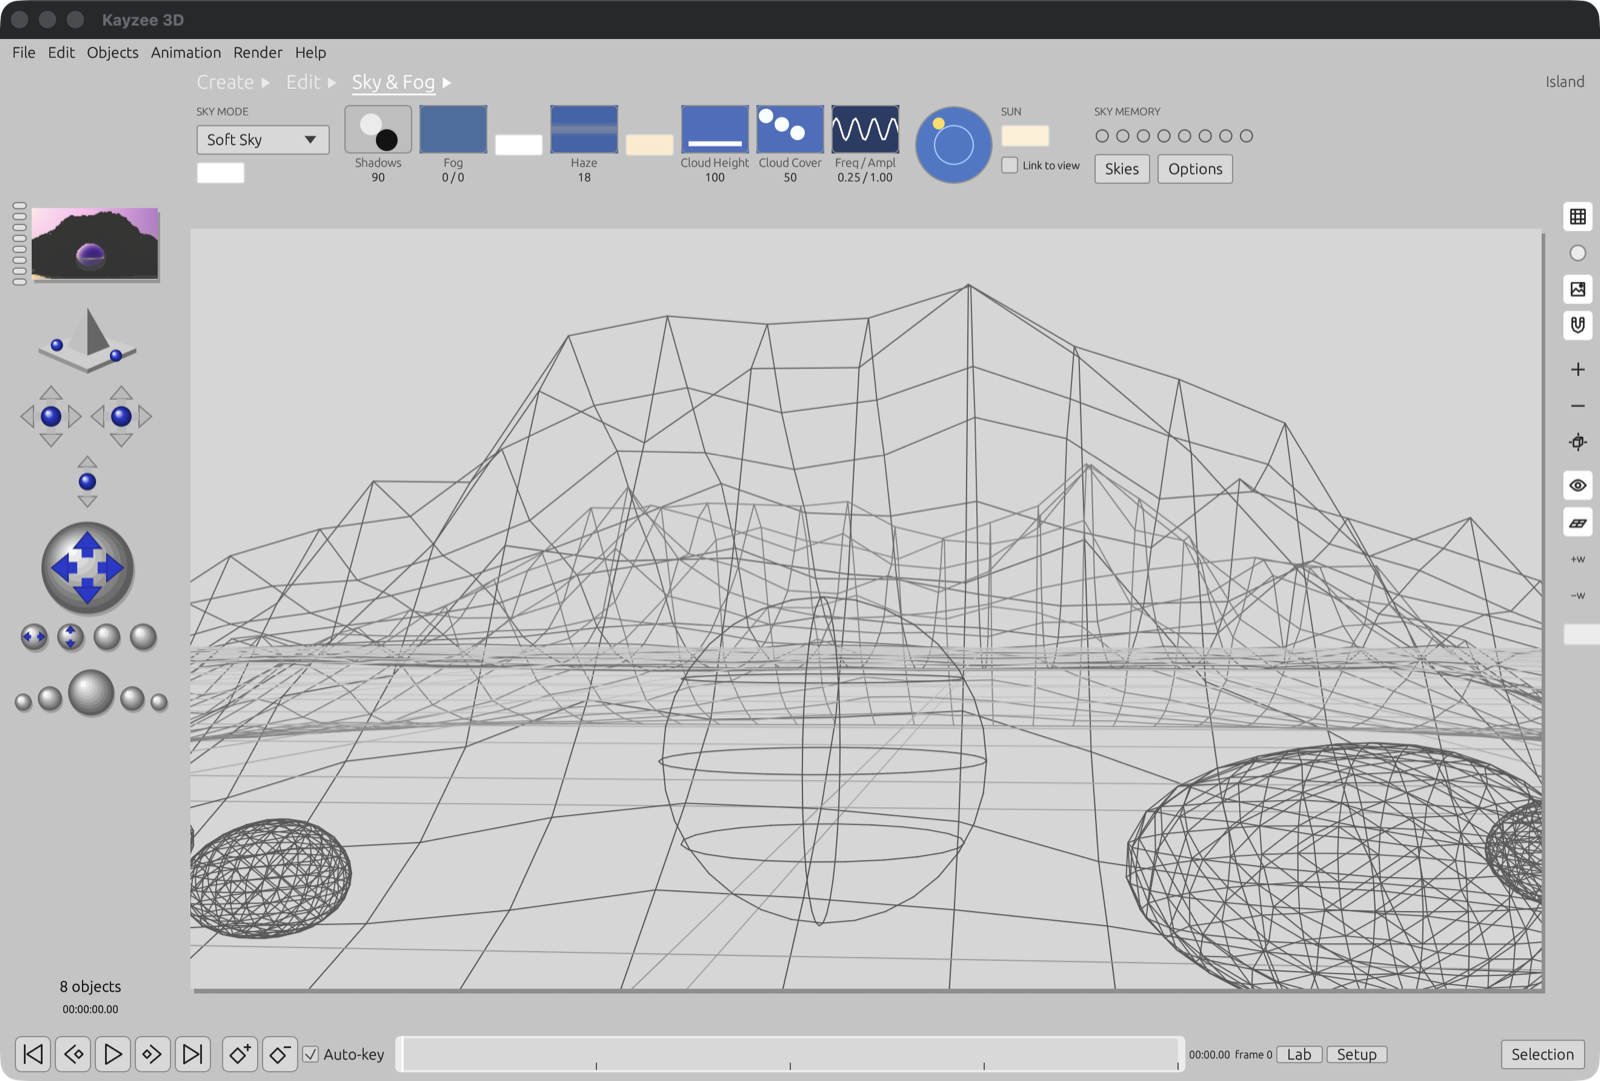 Kayzee 3D
File Edit Objects Animation Render Help
Create Edit Sky & Fog
Island
SKY MODE
Soft Sky
Shadows
90
Fog
0 / 0
Haze
18
Cloud Height
100
Cloud Cover
50
Freq / Ampl
0.25 / 1.00
SUN
Link to view
SKY MEMORY
Skies Options
+w
−w
8 objects
00:00:00.00
Auto-key
00:00.00 frame 0 Lab Setup
Selection